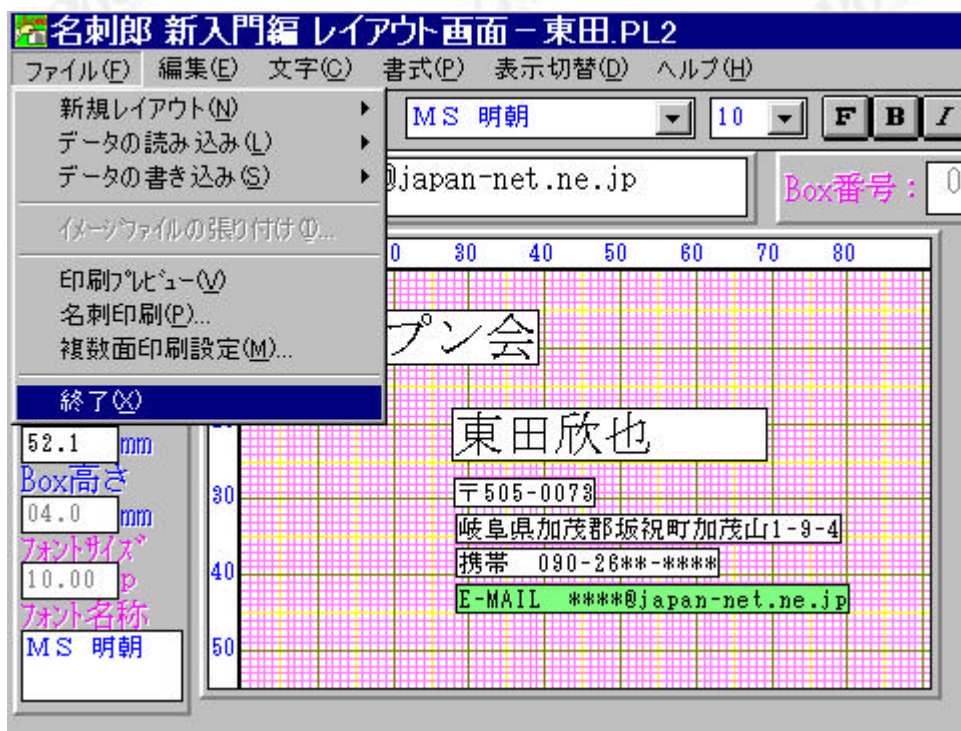 名刺郎 新入門編 レイアウト画面－東田.PL2
ファイル(F) 編集(E) 文字(C) 書式(P) 表示切替(D) ヘルプ(H)
新規レイアウト(N)
データの読み込み(L)
データの書き込み(S)
イメージファイルの張り付け(I)...
印刷プレビュー(V)
名刺印刷(P)...
複数面印刷設定(M)...
終了(X)
ＭＳ 明朝 10 F B I
@japan-net.ne.jp
Box番号： 0
0 30 40 50 60 70 80
プン会
東田欣也
〒505-0073
岐阜県加茂郡坂祝町加茂山1-9-4
携帯 090-26**-****
E-MAIL ****@japan-net.ne.jp
30
40
50
52.1 mm
Box高さ
04.0 mm
フォントサイズ
10.00 p
フォント名称
ＭＳ 明朝